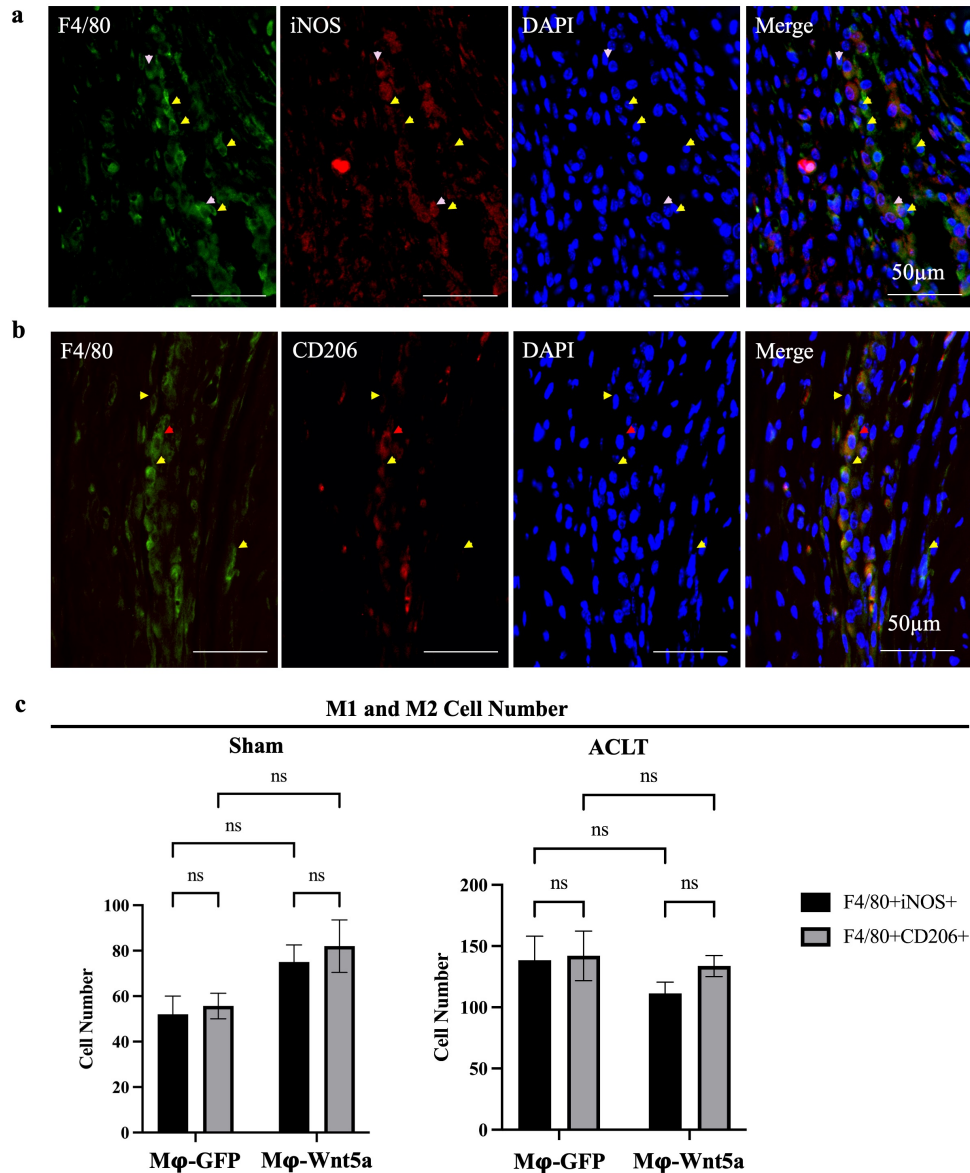 a
F4/80
iNOS
DAPI
Merge
50μm
b
F4/80
CD206
DAPI
Merge
50μm
c
M1 and M2 Cell Number
Sham
ACLT
ns
ns
ns
ns
100
80
60
40
20
0
Cell Number
Mφ-GFP
Mφ-Wnt5a
ns
ns
ns
ns
200
150
100
50
0
Cell Number
Mφ-GFP
Mφ-Wnt5a
F4/80+iNOS+
F4/80+CD206+